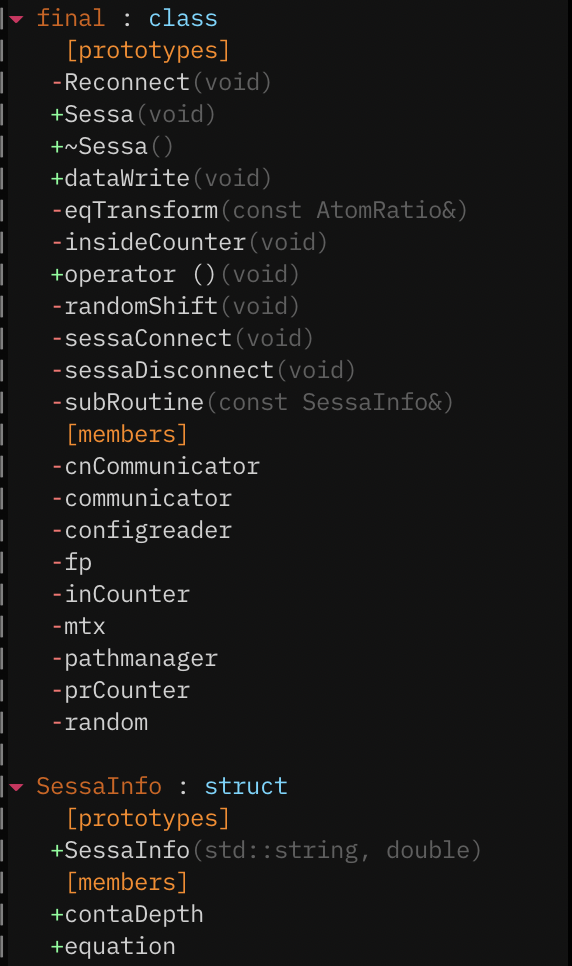 ▼ final : class
[prototypes]
-Reconnect(void)
+Sessa(void)
+~Sessa()
+dataWrite(void)
-eqTransform(const AtomRatio&)
-insideCounter(void)
+operator ()(void)
-randomShift(void)
-sessaConnect(void)
-sessaDisconnect(void)
-subRoutine(const SessaInfo&)
[members]
-cnCommunicator
-communicator
-configreader
-fp
-inCounter
-mtx
-pathmanager
-prCounter
-random
▼ SessaInfo : struct
[prototypes]
+SessaInfo(std::string, double)
[members]
+contaDepth
+equation